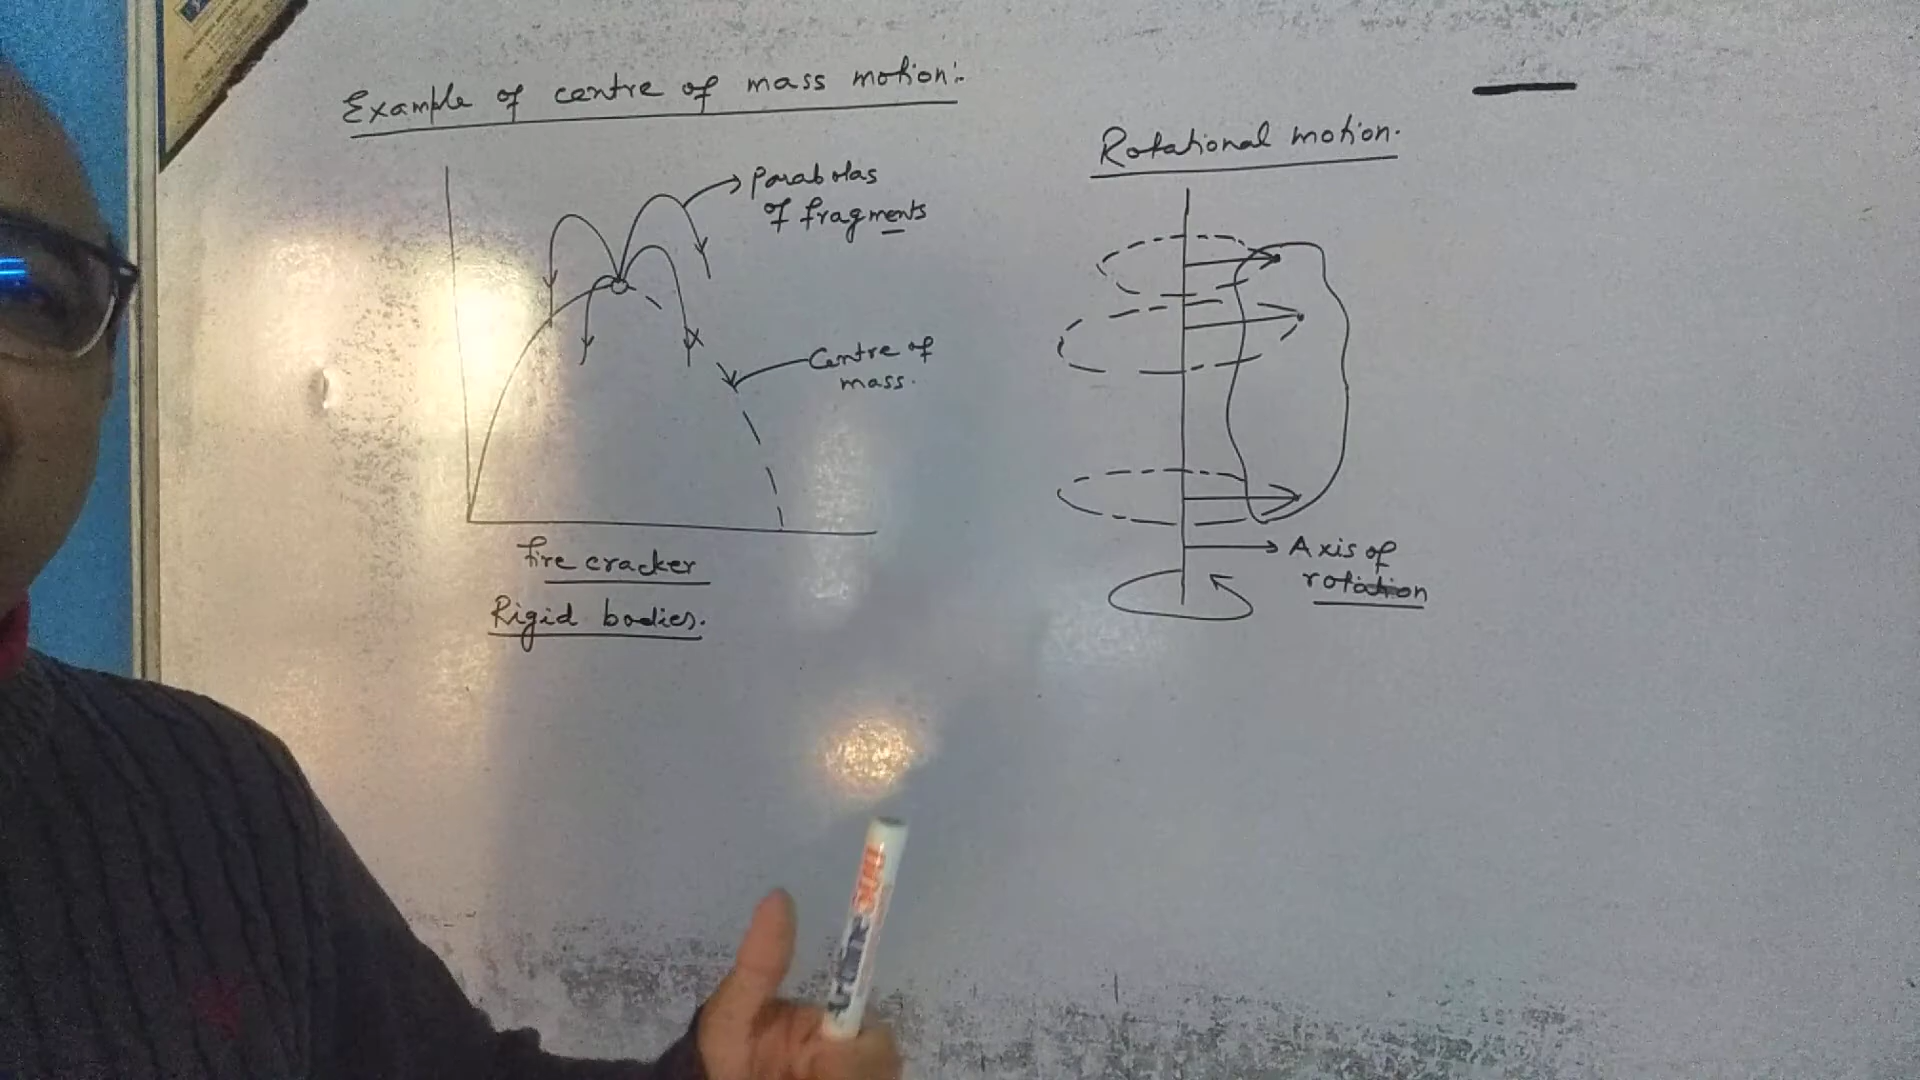 Example of centre of mass motion:-
Parabolas
of fragments
Centre of
mass.
Fire cracker
Rigid bodies.
Rotational motion.
Axis of
rotation